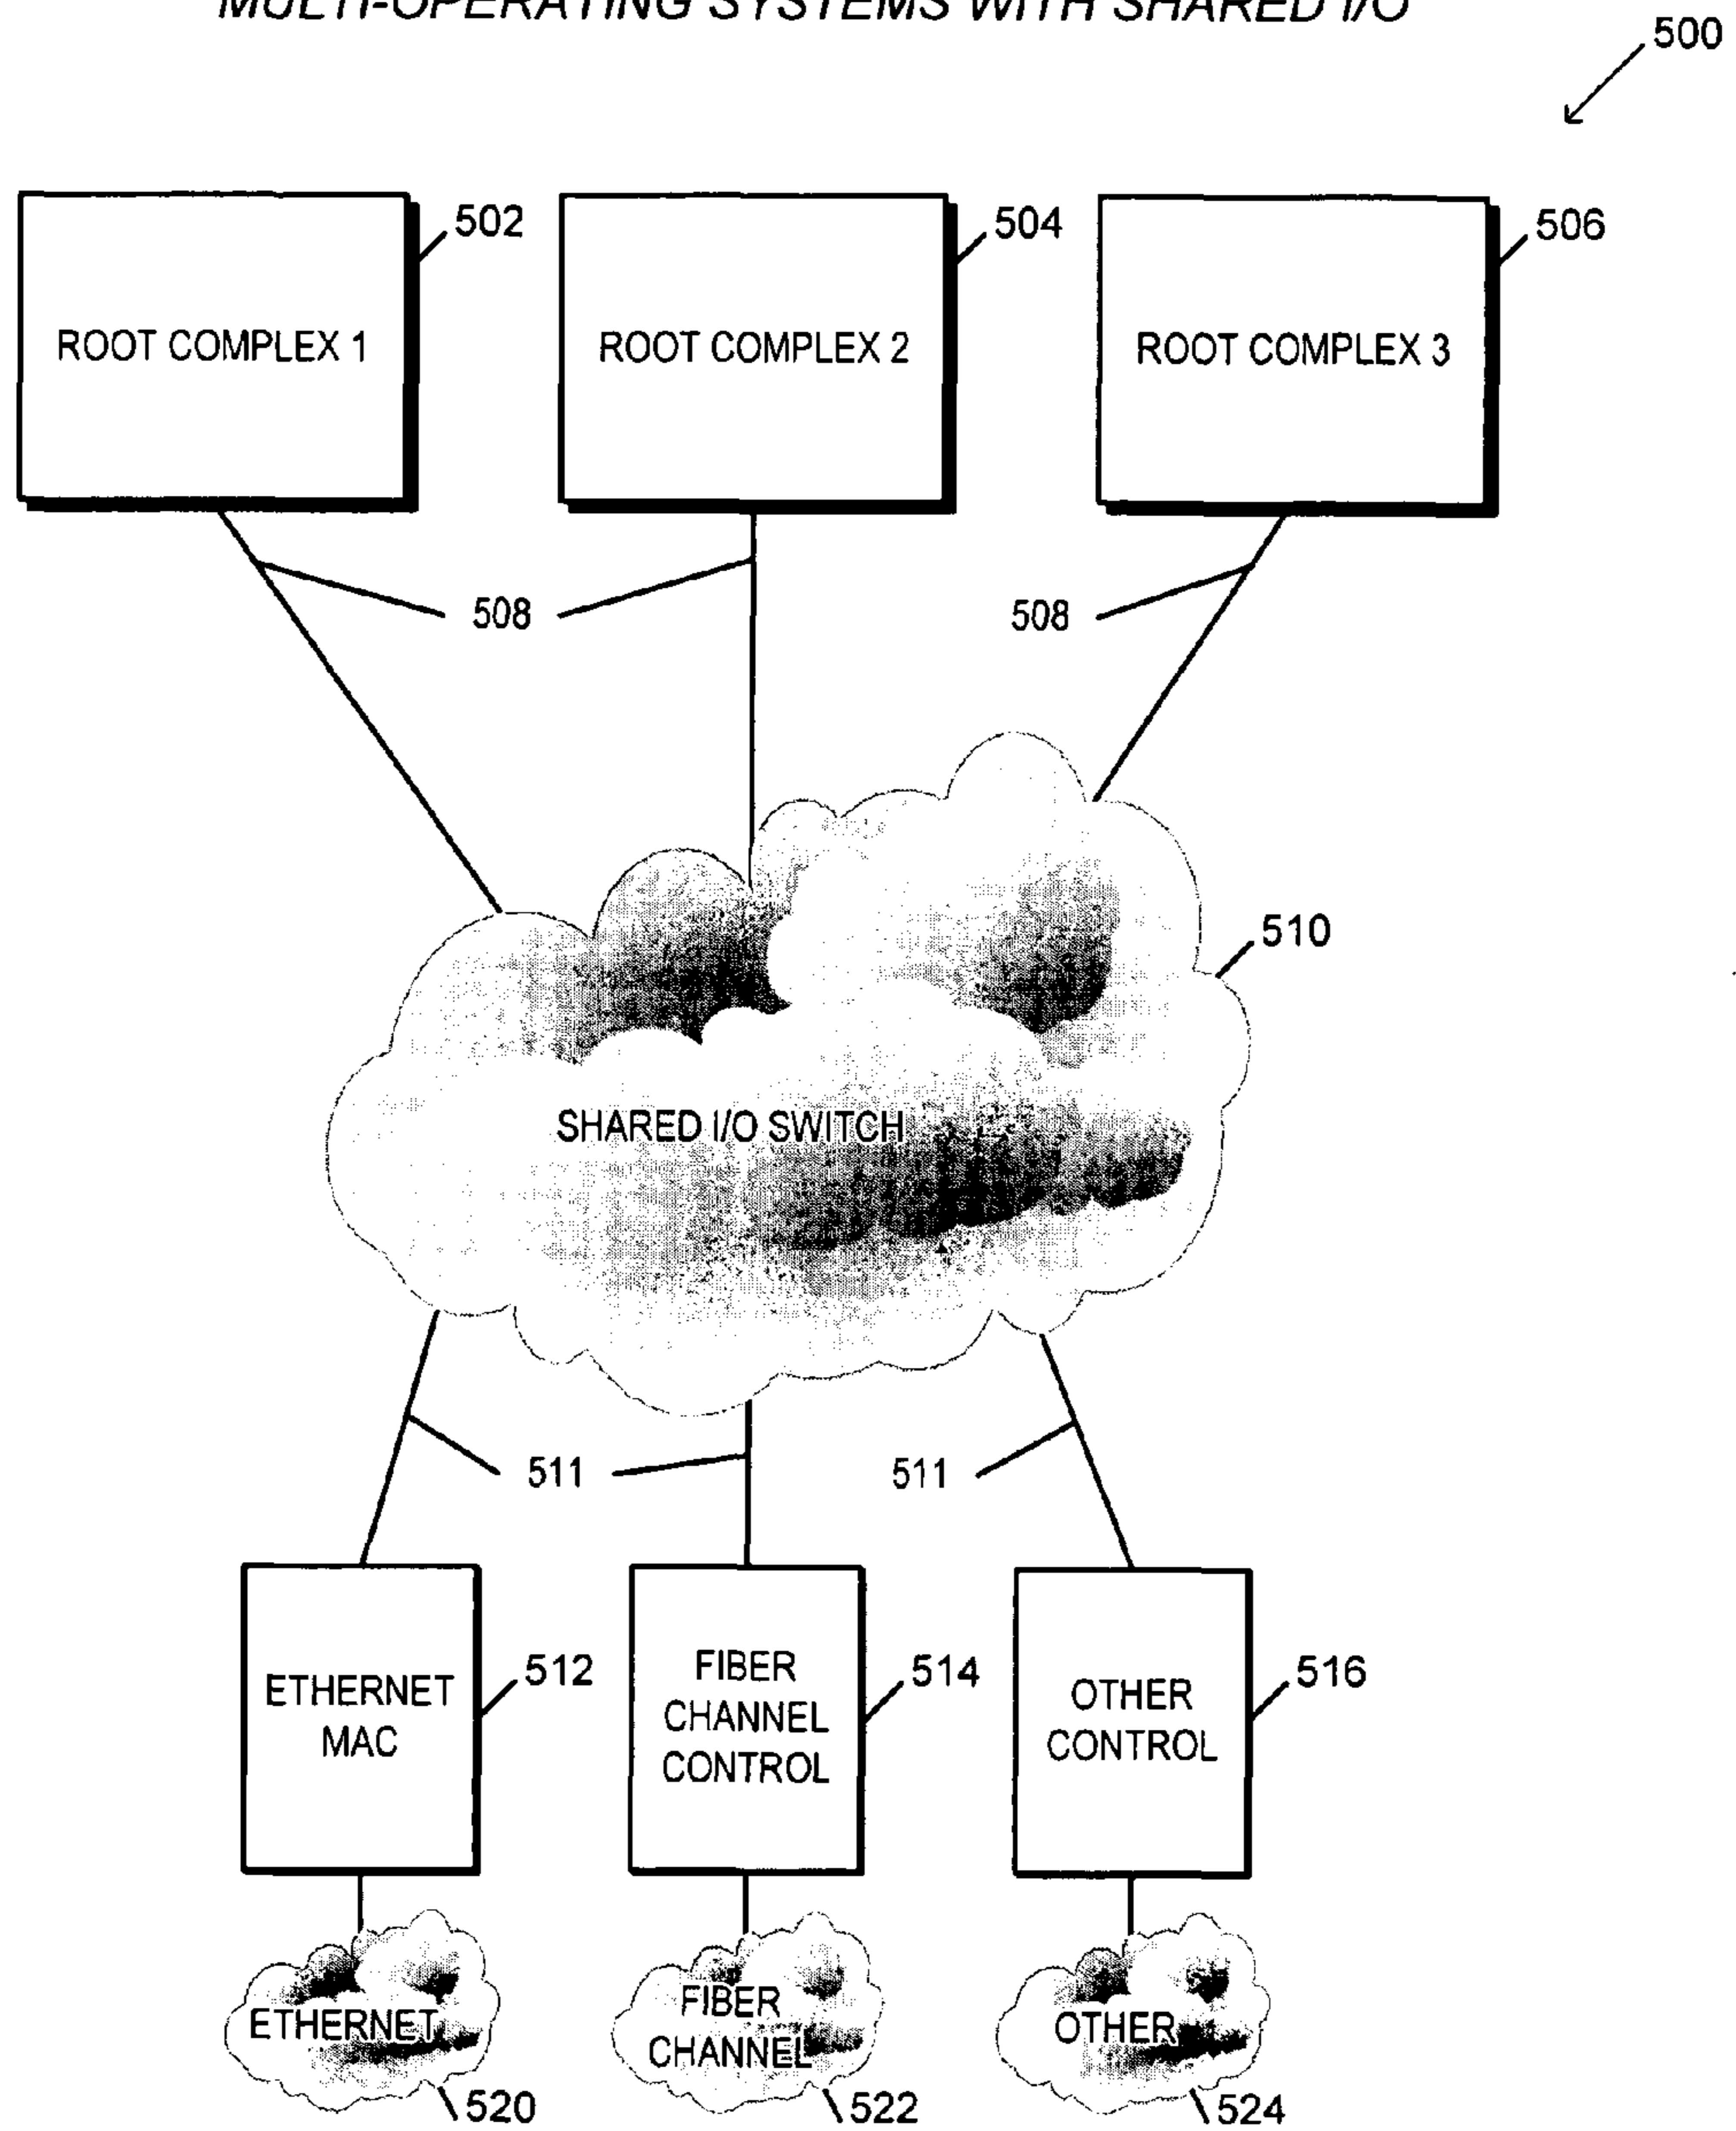 MULTI-OPERATING SYSTEMS WITH SHARED I/O
500
502
504
506
ROOT COMPLEX 1
ROOT COMPLEX 2
ROOT COMPLEX 3
508
508
510
SHARED I/O SWITCH
511
511
ETHERNET
MAC
512
FIBER
CHANNEL
CONTROL
514
OTHER
CONTROL
516
ETHERNET
FIBER
CHANNEL
OTHER
520
522
524